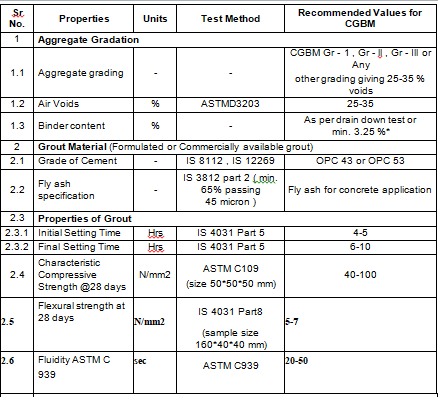 Sr. No. Properties Units Test Method Recommended Values for CGBM
1 Aggregate Gradation
1.1 Aggregate grading - - CGBM Gr - 1 , Gr - II , Gr - III or Any other grading giving 25-35 % voids
1.2 Air Voids % ASTMD3203 25-35
1.3 Binder content % - As per drain down test or min. 3.25 %*
2 Grout Material (Formulated or Commercially available grout)
2.1 Grade of Cement - IS 8112 , IS 12269 OPC 43 or OPC 53
2.2 Fly ash specification - IS 3812 part 2 ( min. 65% passing 45 micron ) Fly ash for concrete application
2.3 Properties of Grout
2.3.1 Initial Setting Time Hrs IS 4031 Part 5 4-5
2.3.2 Final Setting Time Hrs IS 4031 Part 5 6-10
2.4 Characteristic Compressive Strength @28 days N/mm2 ASTM C109 (size 50*50*50 mm) 40-100
2.5 Flexural strength at 28 days N/mm2 IS 4031 Part8 (sample size 160*40*40 mm) 5-7
2.6 Fluidity ASTM C 939 sec ASTM C939 20-50